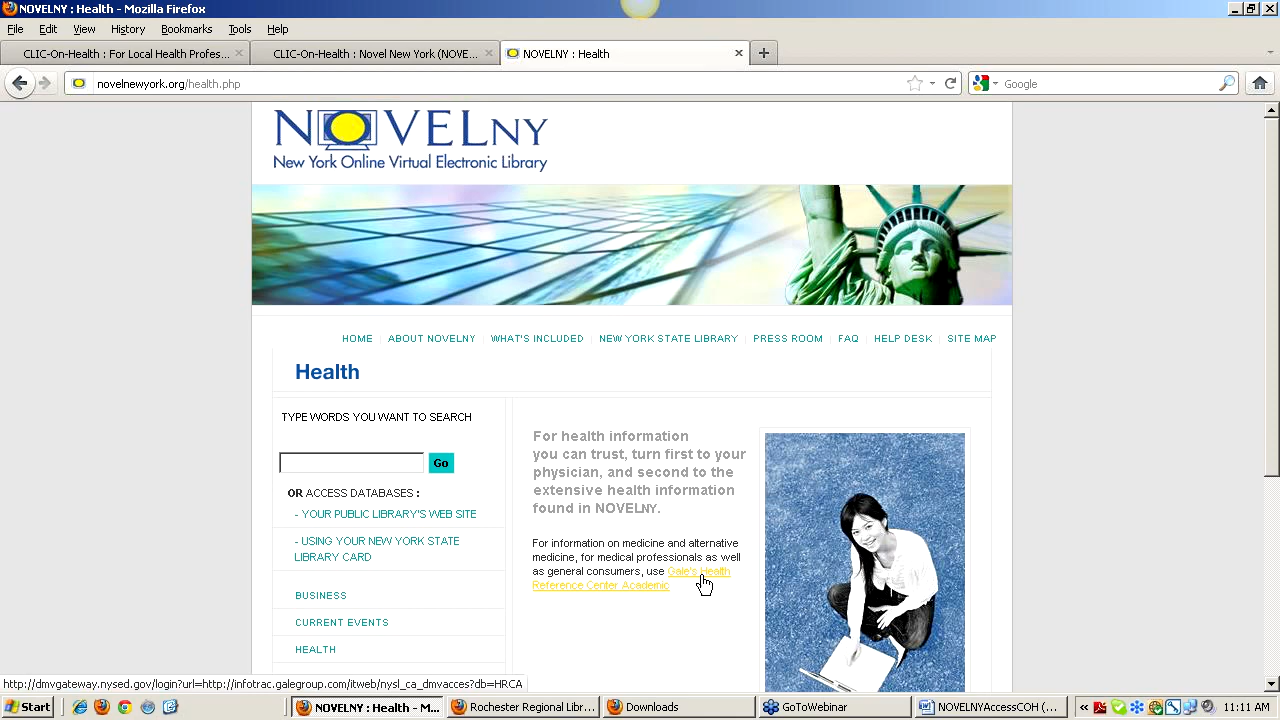 NOVELNY : Health - Mozilla Firefox
File Edit View History Bookmarks Tools Help
CLIC-On-Health : For Local Health Profes... CLIC-On-Health : Novel New York (NOVE... NOVELNY : Health
novelnewyork.org/health.php Google
NOVELNY
New York Online Virtual Electronic Library
HOME ABOUT NOVELNY WHAT'S INCLUDED NEW YORK STATE LIBRARY PRESS ROOM FAQ HELP DESK SITE MAP
Health
TYPE WORDS YOU WANT TO SEARCH
Go
OR ACCESS DATABASES :
- YOUR PUBLIC LIBRARY'S WEB SITE
- USING YOUR NEW YORK STATE
LIBRARY CARD
BUSINESS
CURRENT EVENTS
HEALTH
For health information
you can trust, turn first to your
physician, and second to the
extensive health information
found in NOVELNY.
For information on medicine and alternative
medicine, for medical professionals as well
as general consumers, use Gale's Health
Reference Center Academic
http://dmvgateway.nysed.gov/login?url=http://infotrac.galegroup.com/itweb/nysl_ca_dmvacces?db=HRCA
Start NOVELNY : Health - M... Rochester Regional Libr... Downloads GoToWebinar NOVELNYAccessCOH (... 11:11 AM